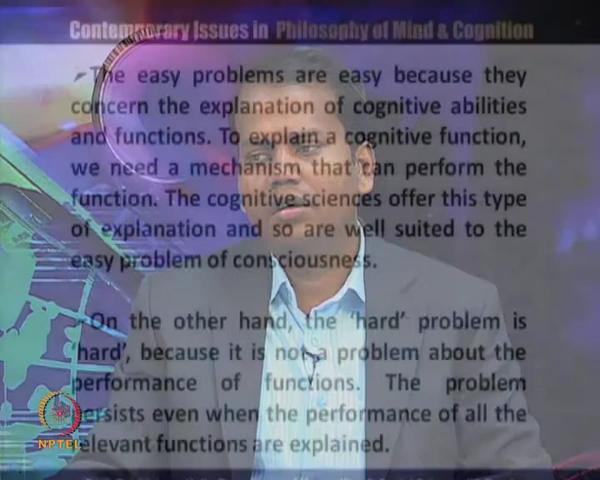 Contemporary Issues in Philosophy of Mind & Cognition
The easy problems are easy because they
concern the explanation of cognitive abilities
and functions. To explain a cognitive function,
we need a mechanism that can perform the
function. The cognitive sciences offer this type
of explanation and so are well suited to the
easy problem of consciousness.
On the other hand, the 'hard' problem is
'hard', because it is not a problem about the
performance of functions. The problem
persists even when the performance of all the
relevant functions are explained.
NPTEL